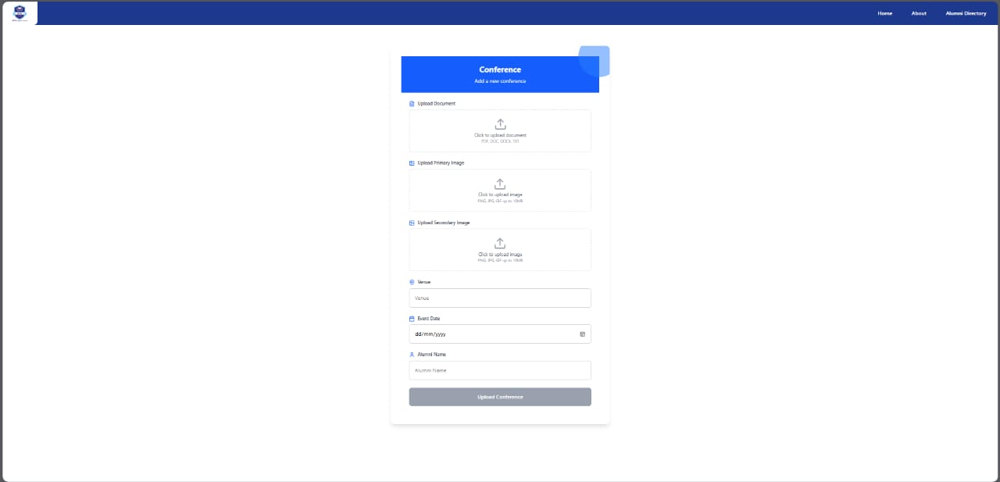 Home About Alumni Directory
Conference
Add a new conference
Upload Document
Click to upload document
PDF, DOC, DOCX, TXT
Upload Primary Image
Click to upload image
PNG, JPG, GIF up to 10MB
Upload Secondary Image
Click to upload image
PNG, JPG, GIF up to 10MB
Venue
Venue
Event Date
dd/mm/yyyy
Alumni Name
Alumni Name
Upload Conference